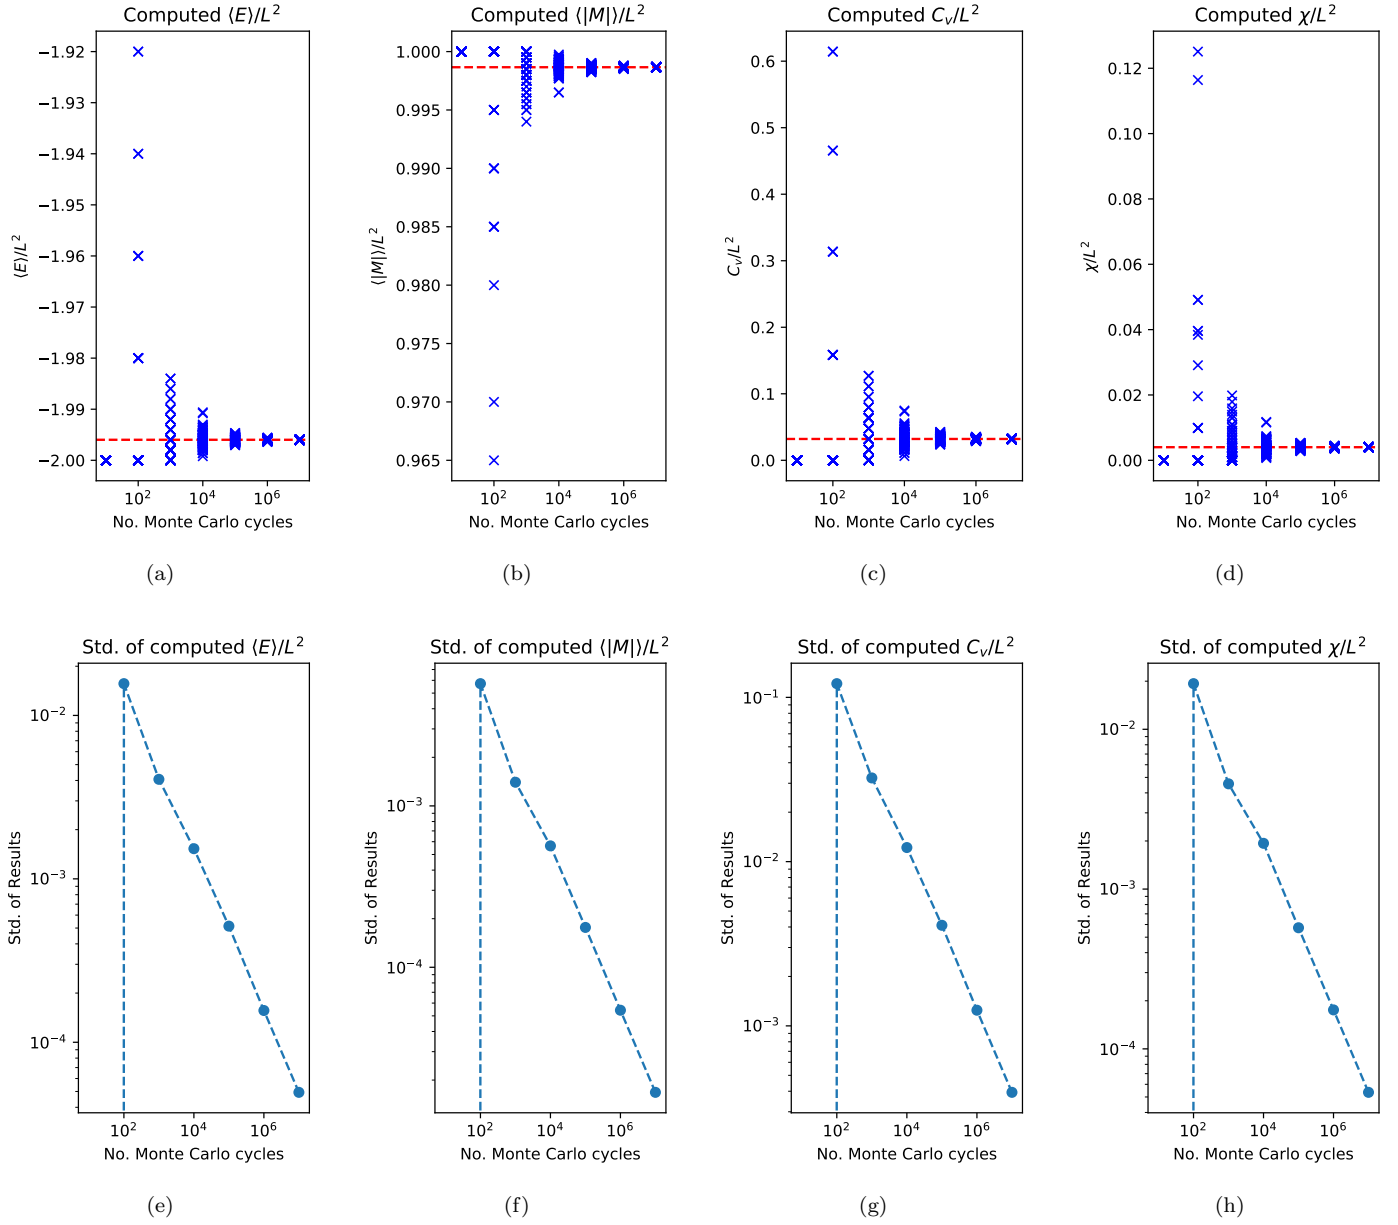 Computed ⟨E⟩/L²
−1.92
−1.93
−1.94
−1.95
−1.96
−1.97
−1.98
−1.99
−2.00
⟨E⟩/L²
10² 10⁴ 10⁶
No. Monte Carlo cycles
(a)
Computed ⟨|M|⟩/L²
1.000
0.995
0.990
0.985
0.980
0.975
0.970
0.965
⟨|M|⟩/L²
10² 10⁴ 10⁶
No. Monte Carlo cycles
(b)
Computed Cᵥ/L²
0.6
0.5
0.4
0.3
0.2
0.1
0.0
Cᵥ/L²
10² 10⁴ 10⁶
No. Monte Carlo cycles
(c)
Computed χ/L²
0.12
0.10
0.08
0.06
0.04
0.02
0.00
χ/L²
10² 10⁴ 10⁶
No. Monte Carlo cycles
(d)
Std. of computed ⟨E⟩/L²
10⁻²
10⁻³
10⁻⁴
Std. of Results
10² 10⁴ 10⁶
No. Monte Carlo cycles
(e)
Std. of computed ⟨|M|⟩/L²
10⁻³
10⁻⁴
Std. of Results
10² 10⁴ 10⁶
No. Monte Carlo cycles
(f)
Std. of computed Cᵥ/L²
10⁻¹
10⁻²
10⁻³
Std. of Results
10² 10⁴ 10⁶
No. Monte Carlo cycles
(g)
Std. of computed χ/L²
10⁻²
10⁻³
10⁻⁴
Std. of Results
10² 10⁴ 10⁶
No. Monte Carlo cycles
(h)